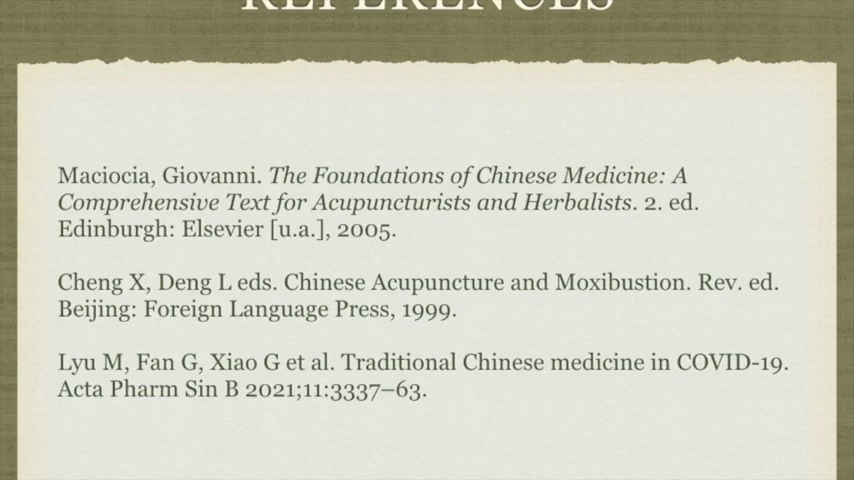 REFERENCES
Maciocia, Giovanni. The Foundations of Chinese Medicine: A
Comprehensive Text for Acupuncturists and Herbalists. 2. ed.
Edinburgh: Elsevier [u.a.], 2005.
Cheng X, Deng L eds. Chinese Acupuncture and Moxibustion. Rev. ed.
Beijing: Foreign Language Press, 1999.
Lyu M, Fan G, Xiao G et al. Traditional Chinese medicine in COVID-19.
Acta Pharm Sin B 2021;11:3337–63.